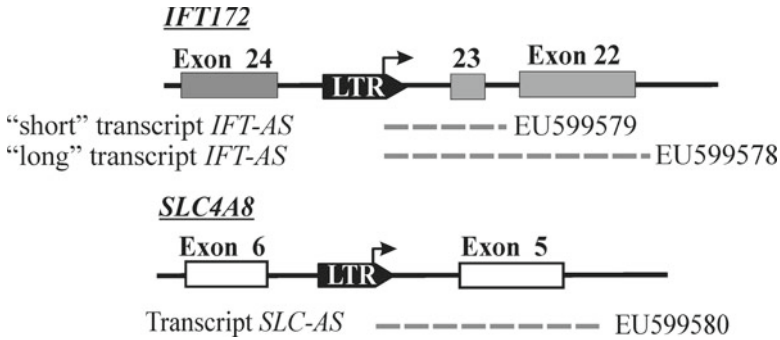 IFT172
Exon 24 LTR 23 Exon 22
“short” transcript IFT-AS EU599579
“long” transcript IFT-AS EU599578
SLC4A8
Exon 6 LTR Exon 5
Transcript SLC-AS EU599580